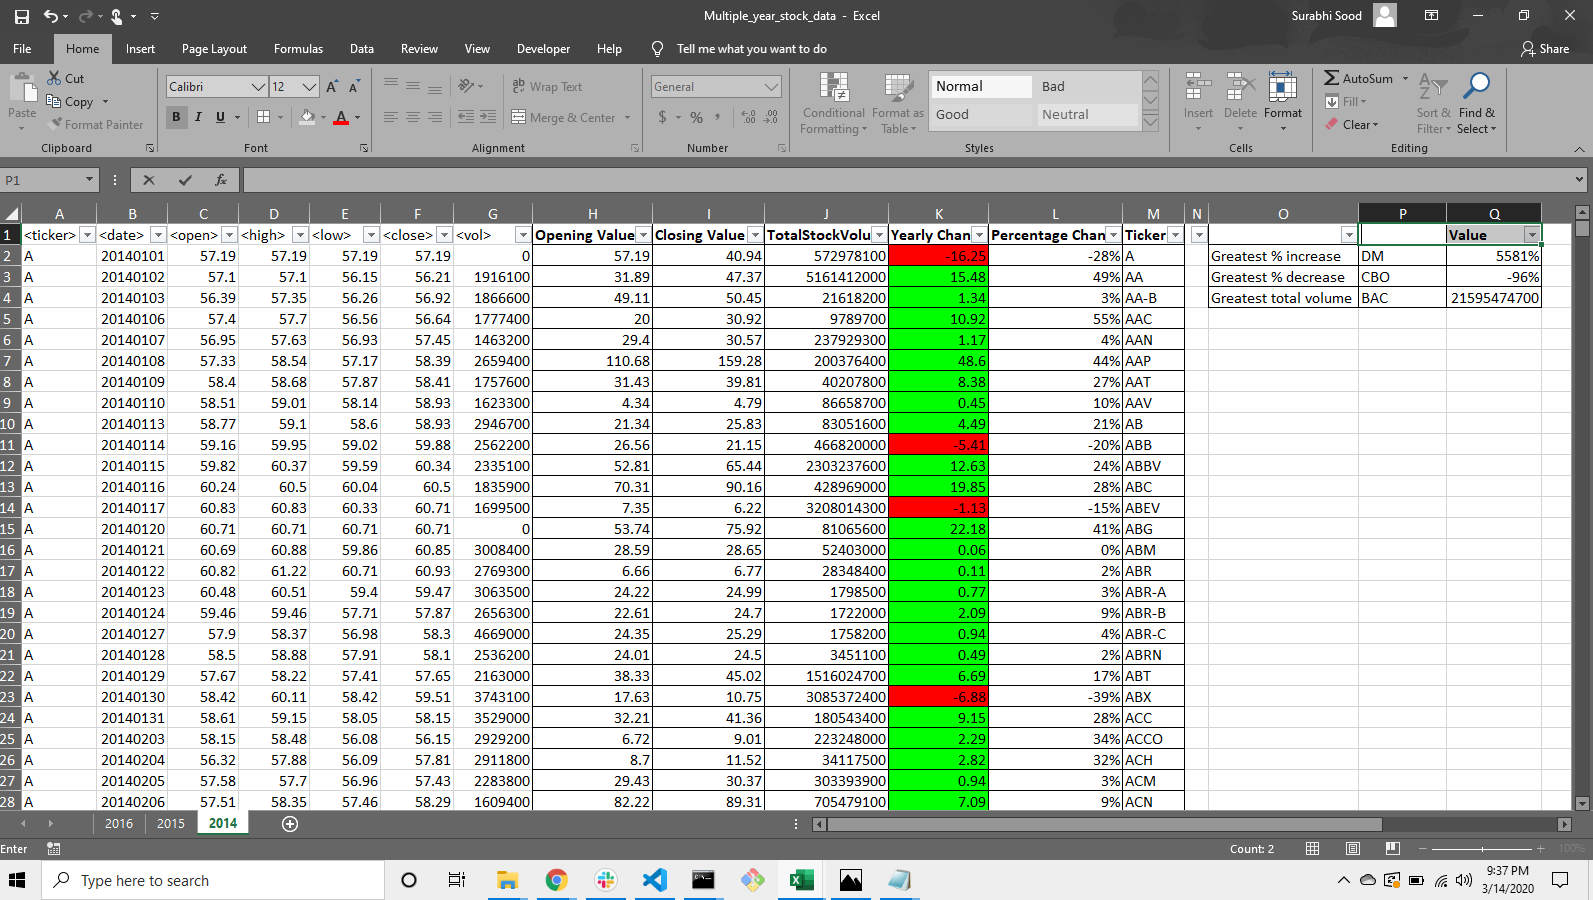 Multiple_year_stock_data - Excel
Surabhi Sood
File Home Insert Page Layout Formulas Data Review View Developer Help Tell me what you want to do Share
Paste
Cut
Copy
Format Painter
Clipboard
Calibri 12
B I U A
Font
Wrap Text
Merge & Center
Alignment
General
$ % ,
Number
Conditional Formatting
Format as Table
Normal Bad
Good Neutral
Styles
Insert Delete Format
Cells
AutoSum
Fill
Clear
Sort & Filter
Find & Select
Editing
P1 fx
A B C D E F G H I J K L M N O P Q
1 <ticker> <date> <open> <high> <low> <close> <vol> Opening Value Closing Value TotalStockVolu Yearly Chan Percentage Chan Ticker Value
2 A 20140101 57.19 57.19 57.19 57.19 0 57.19 40.94 572978100 -16.25 -28% A Greatest % increase DM 5581%
3 A 20140102 57.1 57.1 56.15 56.21 1916100 31.89 47.37 5161412000 15.48 49% AA Greatest % decrease CBO -96%
4 A 20140103 56.39 57.35 56.26 56.92 1866600 49.11 50.45 21618200 1.34 3% AA-B Greatest total volume BAC 21595474700
5 A 20140106 57.4 57.7 56.56 56.64 1777400 20 30.92 9789700 10.92 55% AAC
6 A 20140107 56.95 57.63 56.93 57.45 1463200 29.4 30.57 237929300 1.17 4% AAN
7 A 20140108 57.33 58.54 57.17 58.39 2659400 110.68 159.28 200376400 48.6 44% AAP
8 A 20140109 58.4 58.68 57.87 58.41 1757600 31.43 39.81 40207800 8.38 27% AAT
9 A 20140110 58.51 59.01 58.14 58.93 1623300 4.34 4.79 86658700 0.45 10% AAV
10 A 20140113 58.77 59.1 58.6 58.93 2946700 21.34 25.83 83051600 4.49 21% AB
11 A 20140114 59.16 59.95 59.02 59.88 2562200 26.56 21.15 466820000 -5.41 -20% ABB
12 A 20140115 59.82 60.37 59.59 60.34 2335100 52.81 65.44 2303237600 12.63 24% ABBV
13 A 20140116 60.24 60.5 60.04 60.5 1835900 70.31 90.16 428969000 19.85 28% ABC
14 A 20140117 60.83 60.83 60.33 60.71 1699500 7.35 6.22 3208014300 -1.13 -15% ABEV
15 A 20140120 60.71 60.71 60.71 60.71 0 53.74 75.92 81065600 22.18 41% ABG
16 A 20140121 60.69 60.88 59.86 60.85 3008400 28.59 28.65 52403000 0.06 0% ABM
17 A 20140122 60.82 61.22 60.71 60.93 2769300 6.66 6.77 28348400 0.11 2% ABR
18 A 20140123 60.48 60.51 59.4 59.47 3063500 24.22 24.99 1798500 0.77 3% ABR-A
19 A 20140124 59.46 59.46 57.71 57.87 2656300 22.61 24.7 1722000 2.09 9% ABR-B
20 A 20140127 57.9 58.37 56.98 58.3 4669000 24.35 25.29 1758200 0.94 4% ABR-C
21 A 20140128 58.5 58.88 57.91 58.1 2536200 24.01 24.5 3451100 0.49 2% ABRN
22 A 20140129 57.67 58.22 57.41 57.65 2163000 38.33 45.02 1516024700 6.69 17% ABT
23 A 20140130 58.42 60.11 58.42 59.51 3743100 17.63 10.75 3085372400 -6.88 -39% ABX
24 A 20140131 58.61 59.15 58.05 58.15 3529000 32.21 41.36 180543400 9.15 28% ACC
25 A 20140203 58.15 58.48 56.08 56.15 2929200 6.72 9.01 223248000 2.29 34% ACCO
26 A 20140204 56.32 57.88 56.09 57.81 2911800 8.7 11.52 34117500 2.82 32% ACH
27 A 20140205 57.58 57.7 56.96 57.43 2283800 29.43 30.37 303393900 0.94 3% ACM
28 A 20140206 57.51 58.35 57.46 58.29 1609400 82.22 89.31 705479100 7.09 9% ACN
2016 2015 2014
Enter Count: 2 100%
Type here to search
9:37 PM
3/14/2020